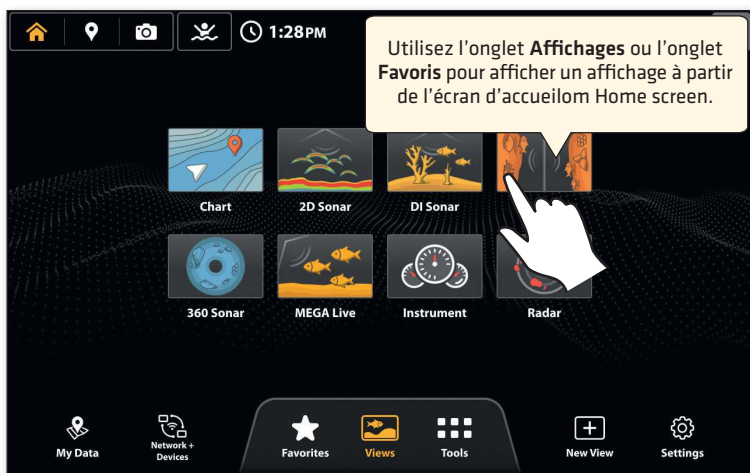 1:28PM
Utilisez l'onglet Affichages ou l'onglet
Favoris pour afficher un affichage à partir
de l'écran d'accueilom Home screen.
Chart
2D Sonar
DI Sonar
360 Sonar
MEGA Live
Instrument
Radar
My Data
Network +
Devices
Favorites
Views
Tools
New View
Settings